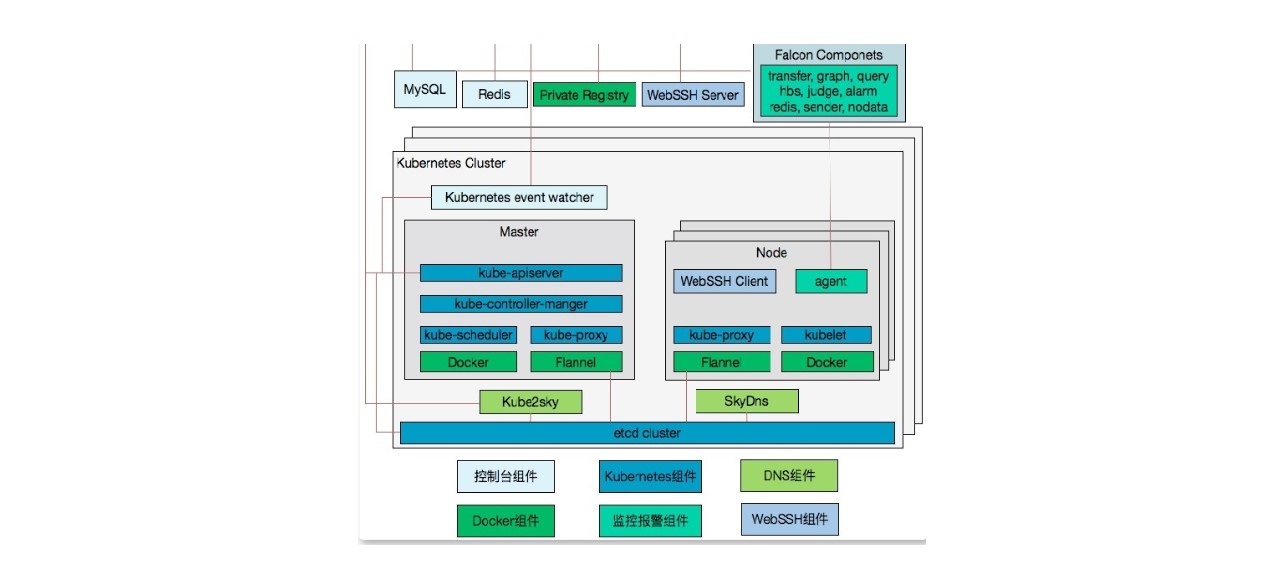 Falcon Componets
transfer, graph, query
hbs, judge, alarm
redis, sender, nodata
MySQL
Redis
Private Registry
WebSSH Server
Kubernetes Cluster
Kubernetes event watcher
Master
kube-apiserver
kube-controller-manger
kube-scheduler
kube-proxy
Docker
Flannel
Node
WebSSH Client
agent
kube-proxy
kubelet
Flannel
Docker
Kube2sky
SkyDns
etcd cluster
控制台组件
Kubernetes组件
DNS组件
Docker组件
监控报警组件
WebSSH组件